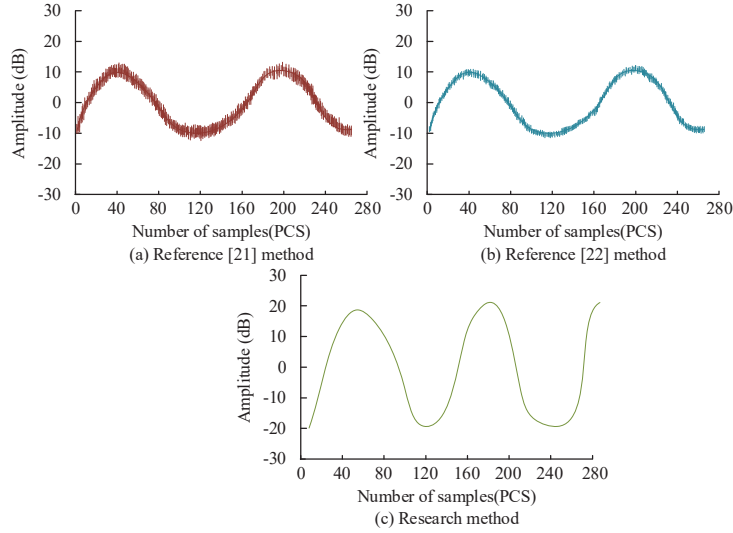 30
20
10
0
-10
-20
-30
Amplitude (dB)
0 40 80 120 160 200 240 280
Number of samples(PCS)
(a) Reference [21] method
30
20
10
0
-10
-20
-30
Amplitude (dB)
0 40 80 120 160 200 240 280
Number of samples(PCS)
(b) Reference [22] method
30
20
10
0
-10
-20
-30
Amplitude (dB)
0 40 80 120 160 200 240 280
Number of samples(PCS)
(c) Research method